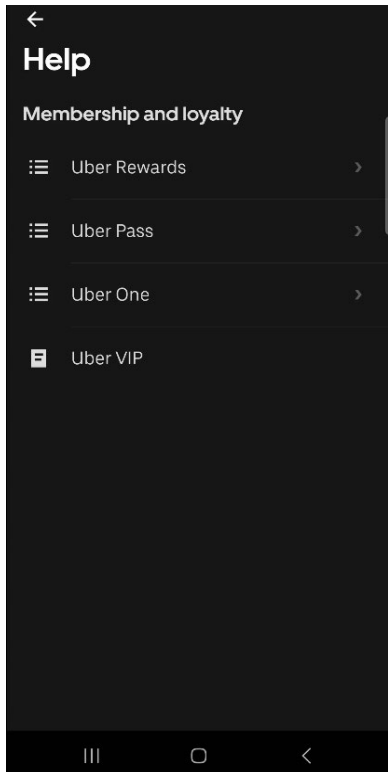 Help
Membership and loyalty
Uber Rewards
Uber Pass
Uber One
Uber VIP